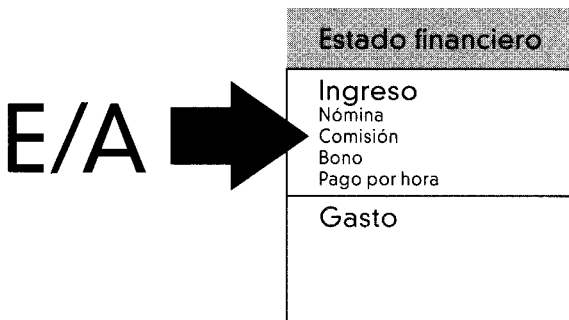 Estado financiero
E/A
Ingreso
Nómina
Comisión
Bono
Pago por hora
Gasto